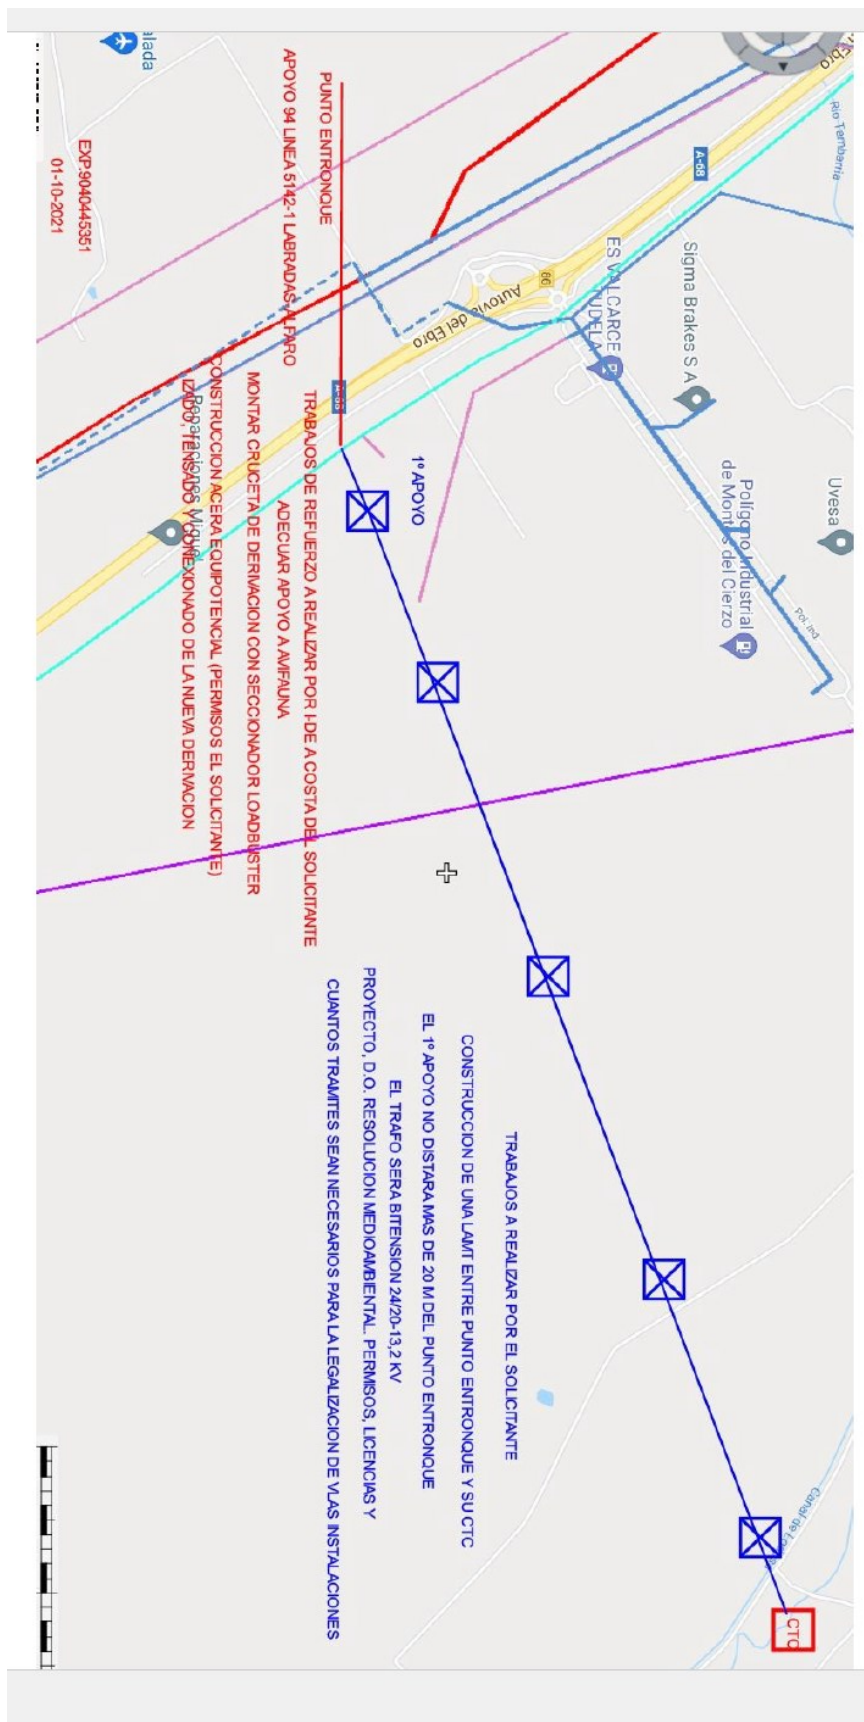 EXP.9040445351
01-10-2021
PUNTO ENTRONQUE
APOYO 94 LINEA 5142-1 LABRADAS-ALFARO
TRABAJOS DE REFUERZO A REALIZAR POR I-DE A COSTA DEL SOLICITANTE
ADECUAR APOYO A AVIFAUNA
MONTAR CRUCETA DE DERIVACION CON SECCIONADOR LOADBUSTER
CONSTRUCCION ACERA EQUIPOTENCIAL (PERMISOS EL SOLICITANTE)
IZADO, TENSADO Y CONEXIONADO DE LA NUEVA DERIVACION
1º APOYO
TRABAJOS A REALIZAR POR EL SOLICITANTE
CONSTRUCCION DE UNA LAMT ENTRE PUNTO ENTRONQUE Y SU CTC
EL 1º APOYO NO DISTARA MAS DE 20 M DEL PUNTO ENTRONQUE
EL TRAFO SERA BITENSION 24/20-13,2 KV
PROYECTO, D.O. RESOLUCION MEDIOAMBIENTAL, PERMISOS, LICENCIAS Y
CUANTOS TRAMITES SEAN NECESARIOS PARA LA LEGALIZACION DE VLAS INSTALACIONES
CTC
alada
Ebro
A-68
Autovía del Ebro
A-68
ES VALCARCE
TUDELA
Sigma Brakes S A
Uvesa
Polígono Industrial
de Montes del Cierzo
Pol. Ind.
Reparaciones Miguel
Canal de Lo